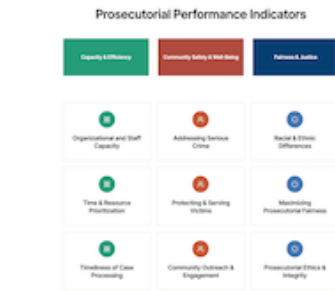 Prosecutorial Performance Indicators
Capacity & Efficiency
Community Safety & Well-Being
Fairness & Justice
Organizational and Staff
Capacity
Addressing Serious
Crime
Racial & Ethnic
Differences
Time & Resource
Prioritization
Protecting & Serving
Victims
Maximizing
Prosecutorial Fairness
Timeliness of Case
Processing
Community Outreach &
Engagement
Prosecutorial Ethics &
Integrity